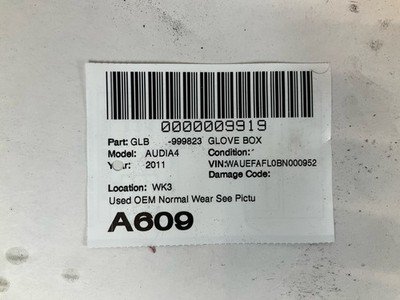 0000009919
Part: GLB -999823 GLOVE BOX
Model: AUDIA4 Condition:
Year: 2011 VIN:WAUEFAFL0BN000952
Damage Code:
Location: WK3
Used OEM Normal Wear See Pictu
A609